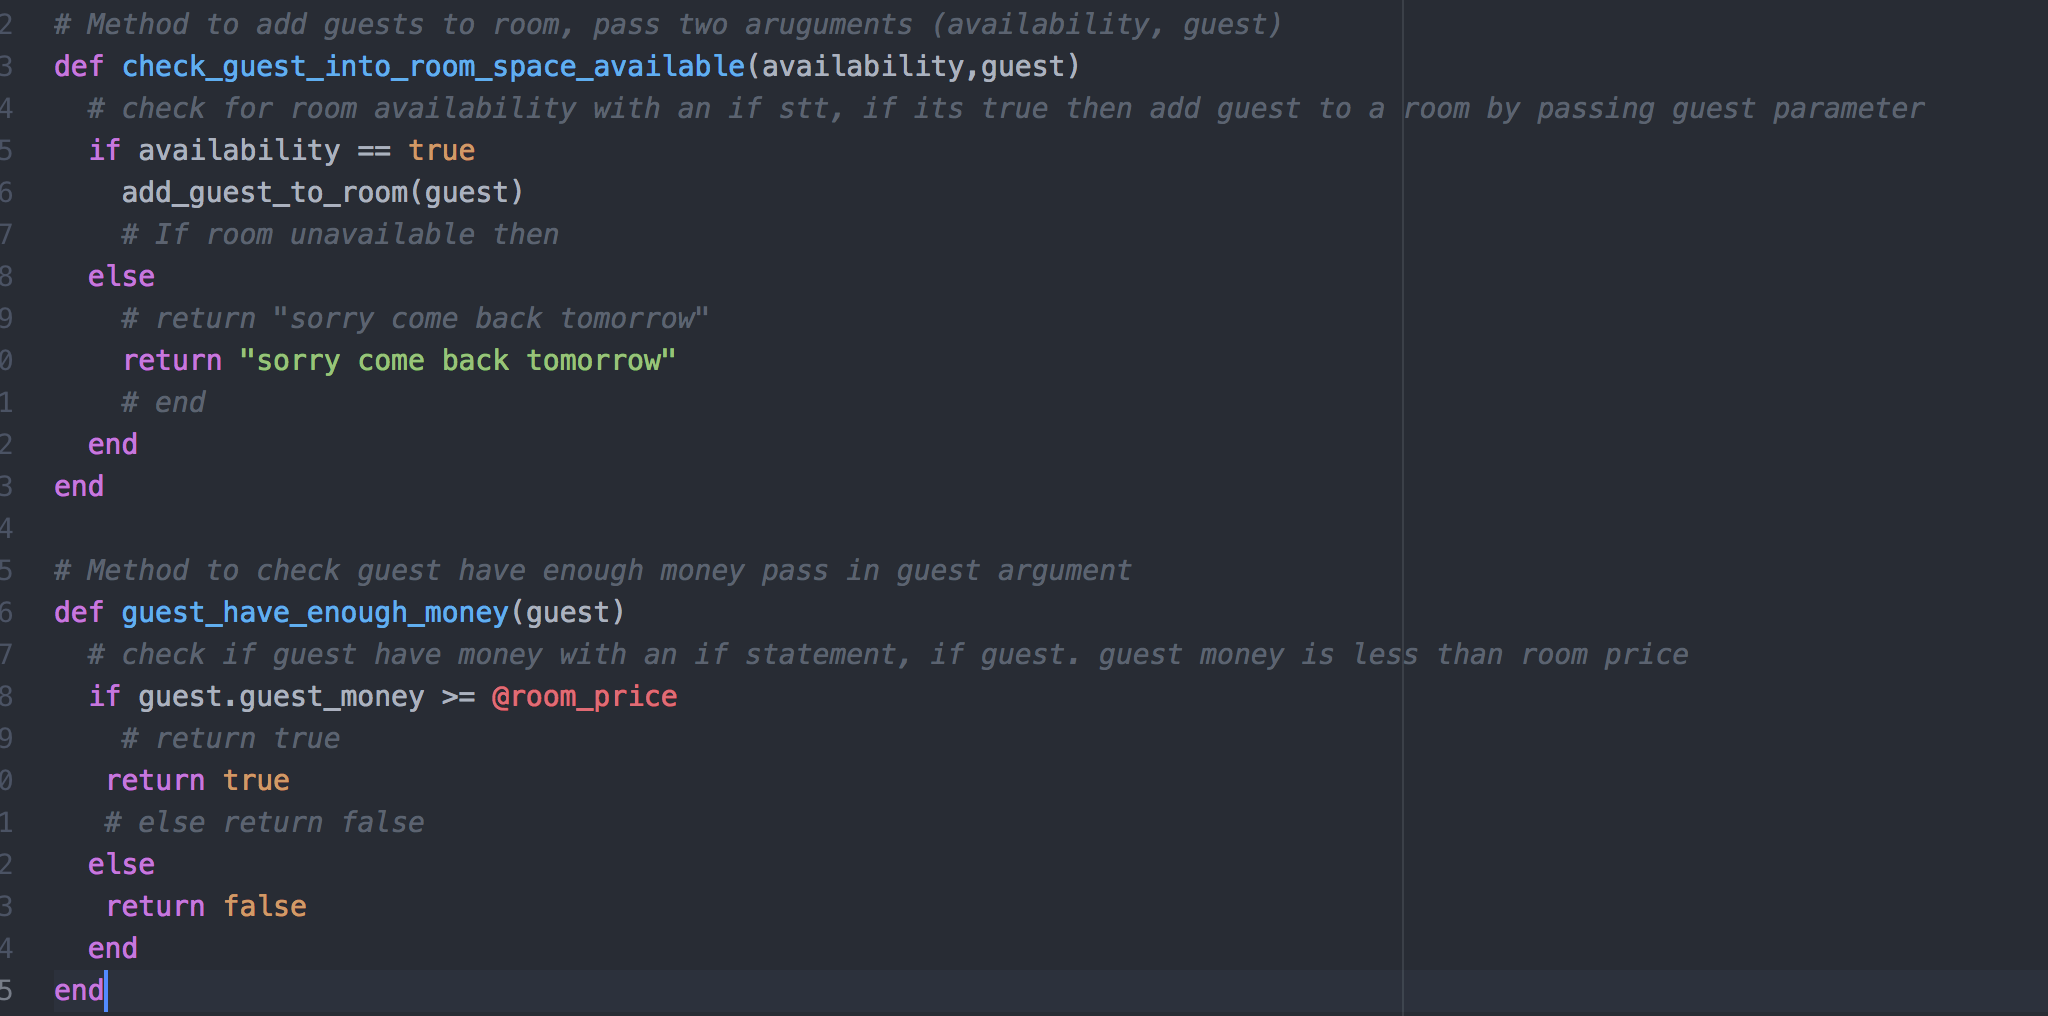 2 # Method to add guests to room, pass two aruguments (availability, guest)
3 def check_guest_into_room_space_available(availability,guest)
4 # check for room availability with an if stt, if its true then add guest to a room by passing guest parameter
5 if availability == true
6 add_guest_to_room(guest)
7 # If room unavailable then
8 else
9 # return "sorry come back tomorrow"
0 return "sorry come back tomorrow"
1 # end
2 end
3 end
4
5 # Method to check guest have enough money pass in guest argument
6 def guest_have_enough_money(guest)
7 # check if guest have money with an if statement, if guest. guest money is less than room price
8 if guest.guest_money >= @room_price
9 # return true
0 return true
1 # else return false
2 else
3 return false
4 end
5 end